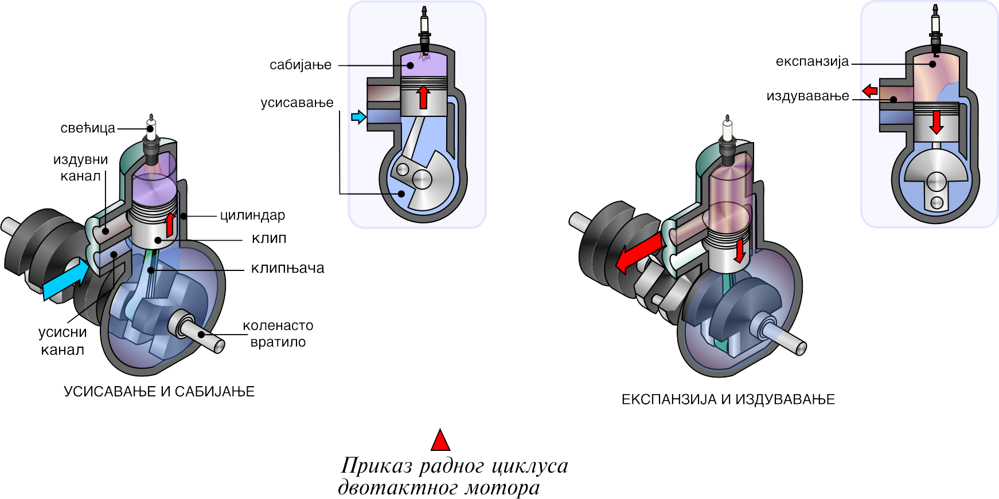 сабијање
усисавање
свећица
издувни
канал
цилиндар
клип
клипњача
усисни
канал
коленасто
вратило
УСИСАВАЊЕ И САБИЈАЊЕ
експанзија
издувавање
ЕКСПАНЗИЈА И ИЗДУВАВАЊЕ
Приказ радног циклуса
двотактног мотора